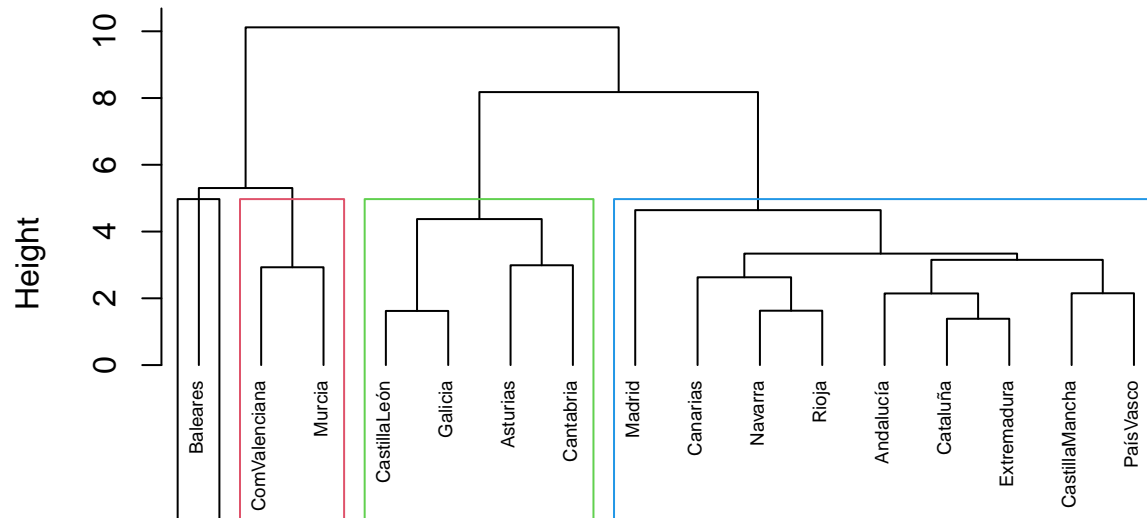 10
8
6
4
2
0
Height
Baleares
ComValenciana
Murcia
CastillaLeón
Galicia
Asturias
Cantabria
Madrid
Canarias
Navarra
Rioja
Andalucía
Cataluña
Extremadura
CastillaMancha
PaísVasco